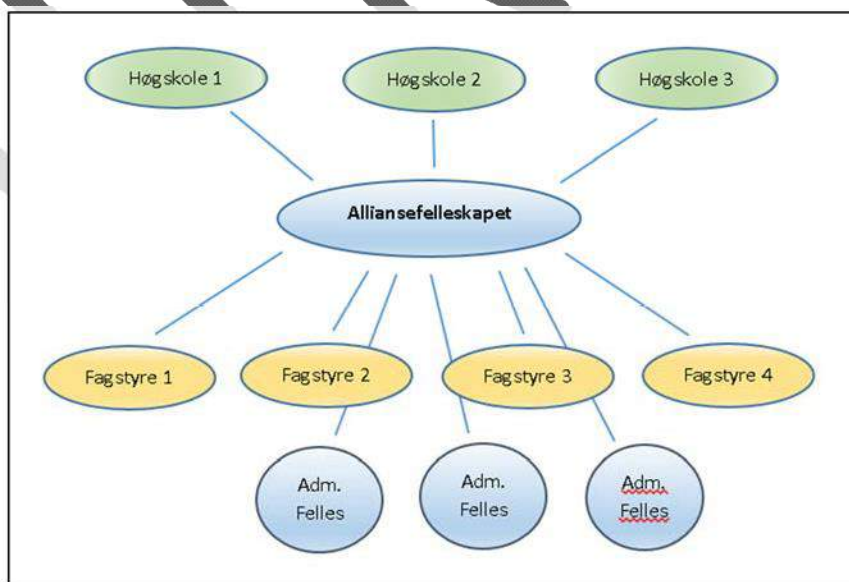 Høgskole 1
Høgskole 2
Høgskole 3
Alliansefelleskapet
Fagstyre 1
Fagstyre 2
Fagstyre 3
Fagstyre 4
Adm.
Felles
Adm.
Felles
Adm.
Felles